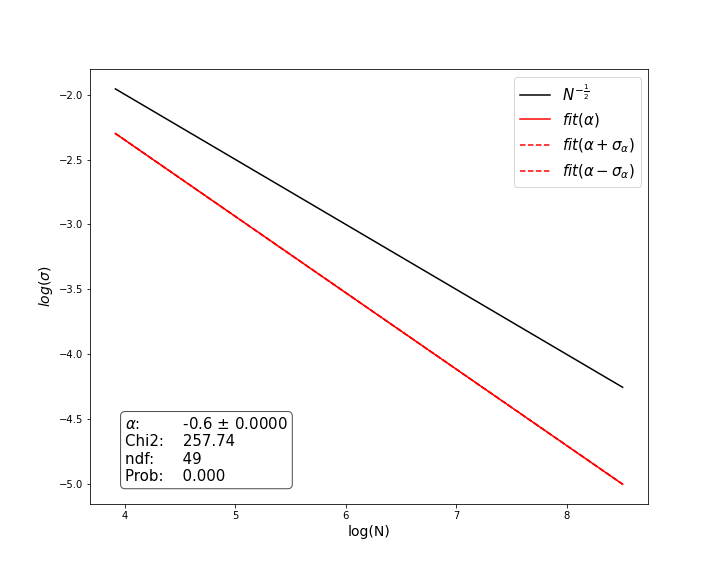 N^{-\frac{1}{2}}
fit(α)
fit(α + σ_α)
fit(α − σ_α)
−2.0
−2.5
−3.0
−3.5
−4.0
−4.5
−5.0
log(σ)
α: -0.6 ± 0.0000
Chi2: 257.74
ndf: 49
Prob: 0.000
4 5 6 7 8
log(N)